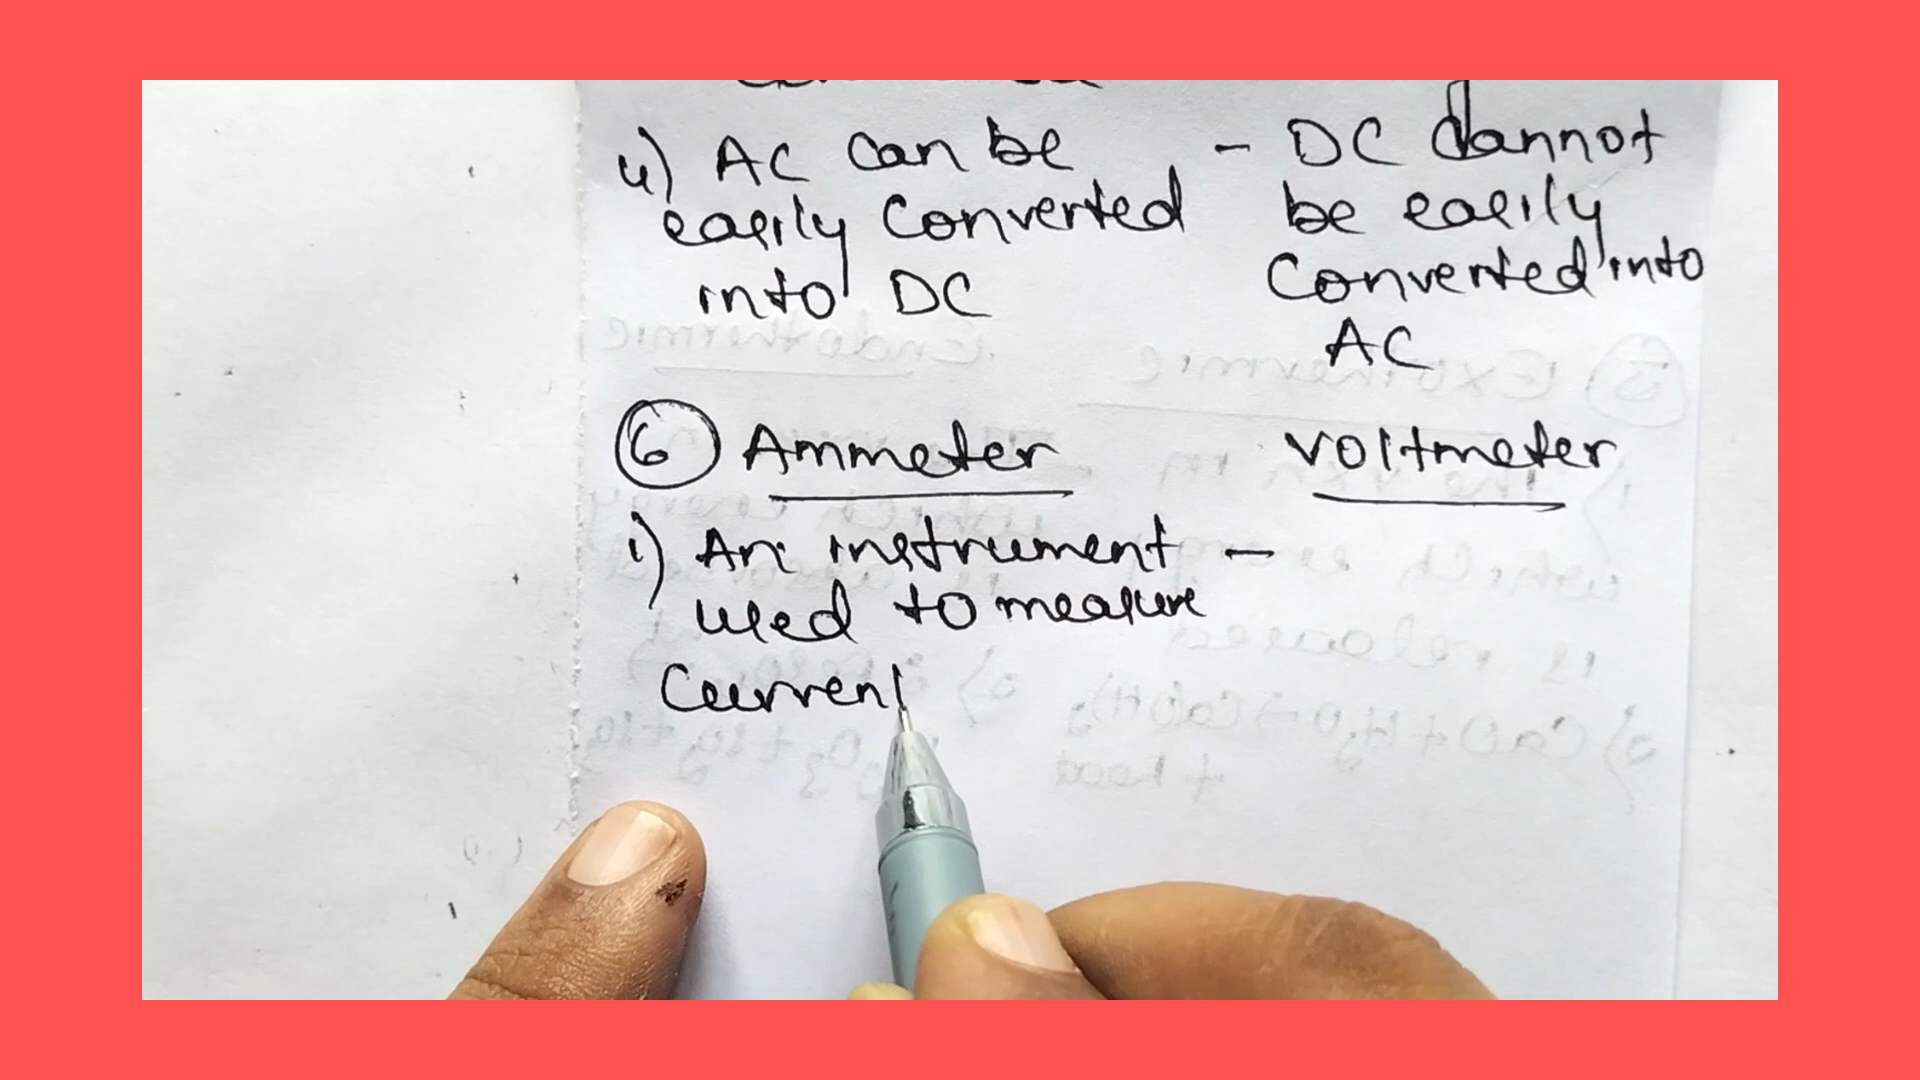 4) AC Can be - DC Cannot
easily Converted be easily
into DC Converted into
AC
6 Ammeter Voltmeter
i) An instrument -
used to measure
Current